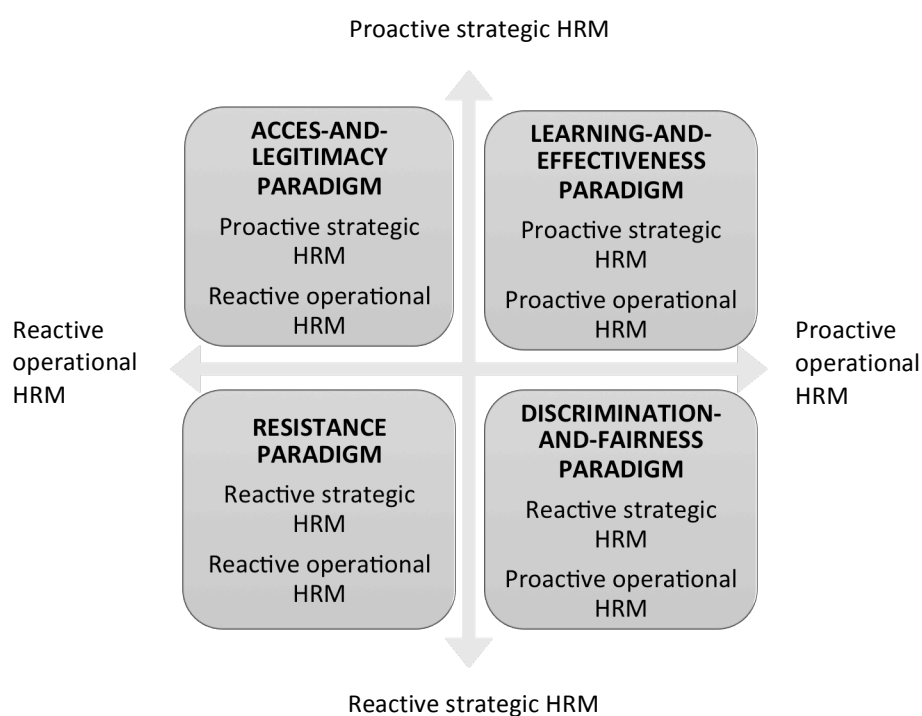 Proactive strategic HRM
ACCES-AND-
LEGITIMACY
PARADIGM
Proactive strategic
HRM
Reactive operational
HRM
LEARNING-AND-
EFFECTIVENESS
PARADIGM
Proactive strategic
HRM
Proactive operational
HRM
Reactive
operational
HRM
Proactive
operational
HRM
RESISTANCE
PARADIGM
Reactive strategic
HRM
Reactive operational
HRM
DISCRIMINATION-
AND-FAIRNESS
PARADIGM
Reactive strategic
HRM
Proactive operational
HRM
Reactive strategic HRM